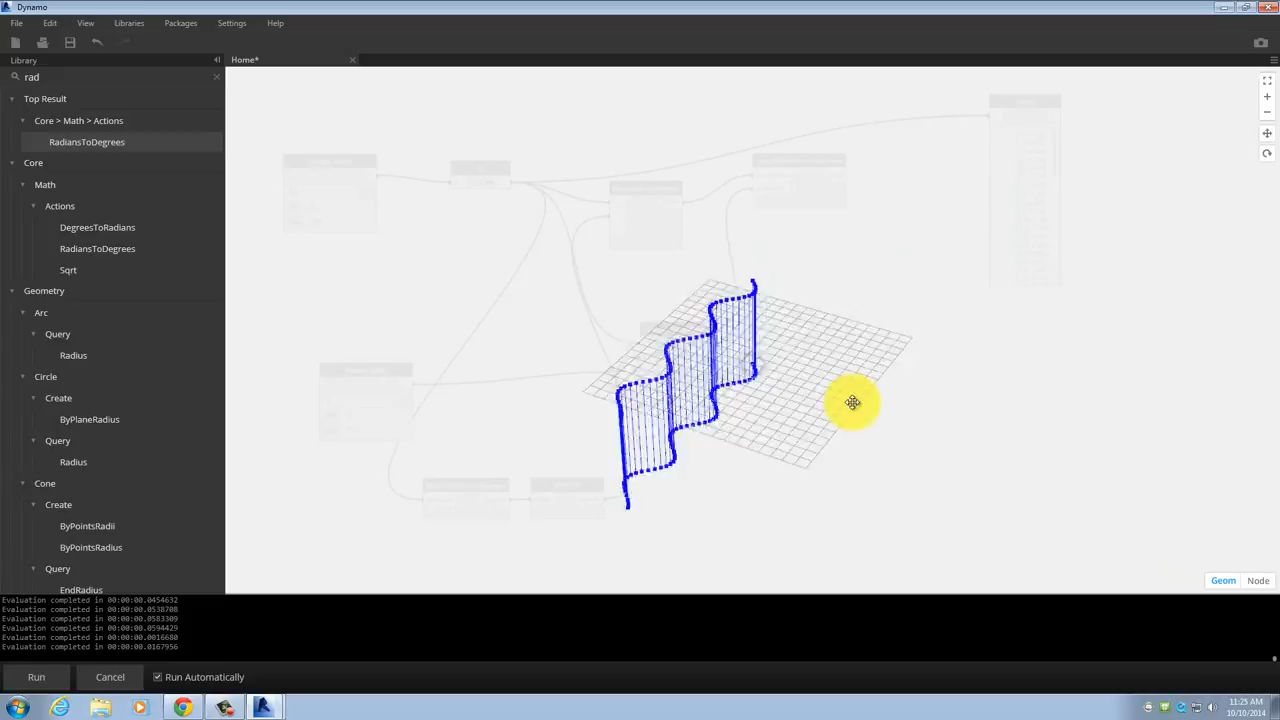 Dynamo
File Edit View Libraries Packages Settings Help
Library
Home*
rad
Top Result
Core > Math > Actions
RadiansToDegrees
Core
Math
Actions
DegreesToRadians
RadiansToDegrees
Sqrt
Geometry
Arc
Query
Radius
Circle
Create
ByPlaneRadius
Query
Radius
Cone
Create
ByPointsRadii
ByPointsRadius
Query
EndRadius
Geom Node
Evaluation completed in 00:00:00.0454632
Evaluation completed in 00:00:00.0538708
Evaluation completed in 00:00:00.0583309
Evaluation completed in 00:00:00.0594429
Evaluation completed in 00:00:00.0016680
Evaluation completed in 00:00:00.0167956
Run Cancel Run Automatically
11:25 AM
10/10/2014